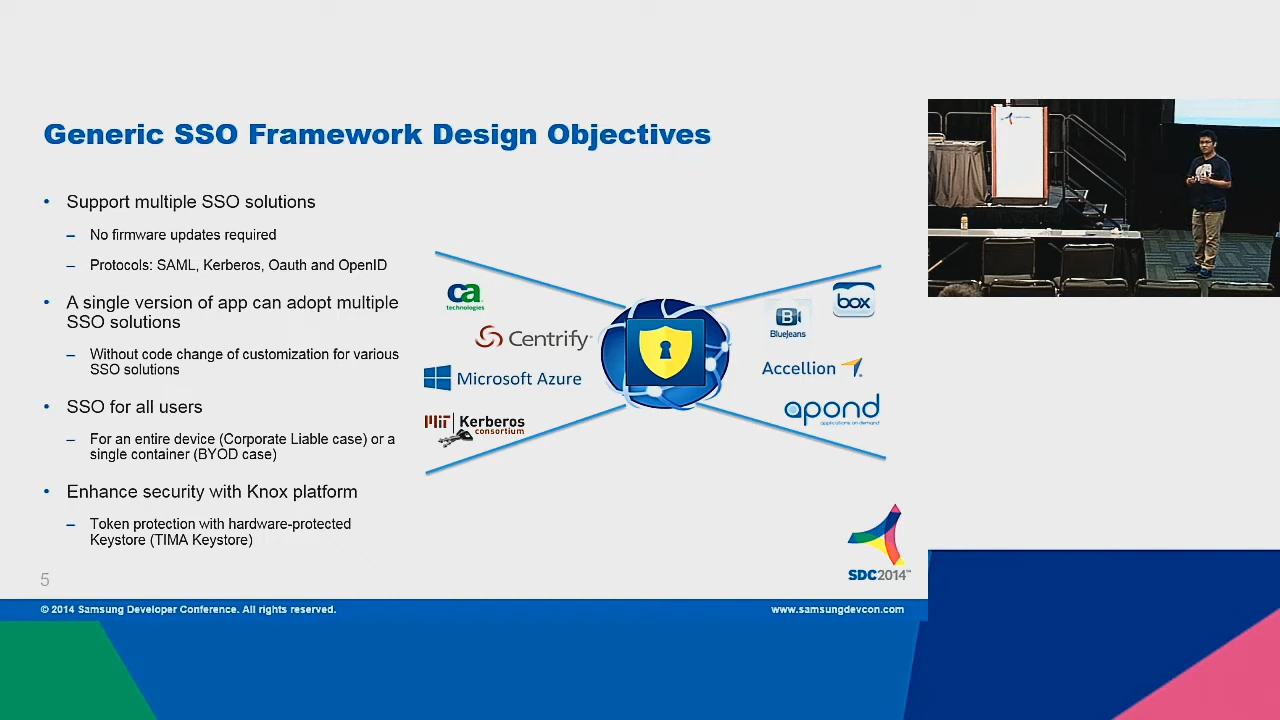 Generic SSO Framework Design Objectives
• Support multiple SSO solutions
– No firmware updates required
– Protocols: SAML, Kerberos, Oauth and OpenID
• A single version of app can adopt multiple
SSO solutions
– Without code change of customization for various
SSO solutions
• SSO for all users
– For an entire device (Corporate Liable case) or a
single container (BYOD case)
• Enhance security with Knox platform
– Token protection with hardware-protected
Keystore (TIMA Keystore)
ca
technologies
Centrify
Microsoft Azure
MIT Kerberos
consortium
box
B
BlueJeans
Accellion
apond
applications on demand
SDC2014™
5
© 2014 Samsung Developer Conference. All rights reserved.
www.samsungdevcon.com